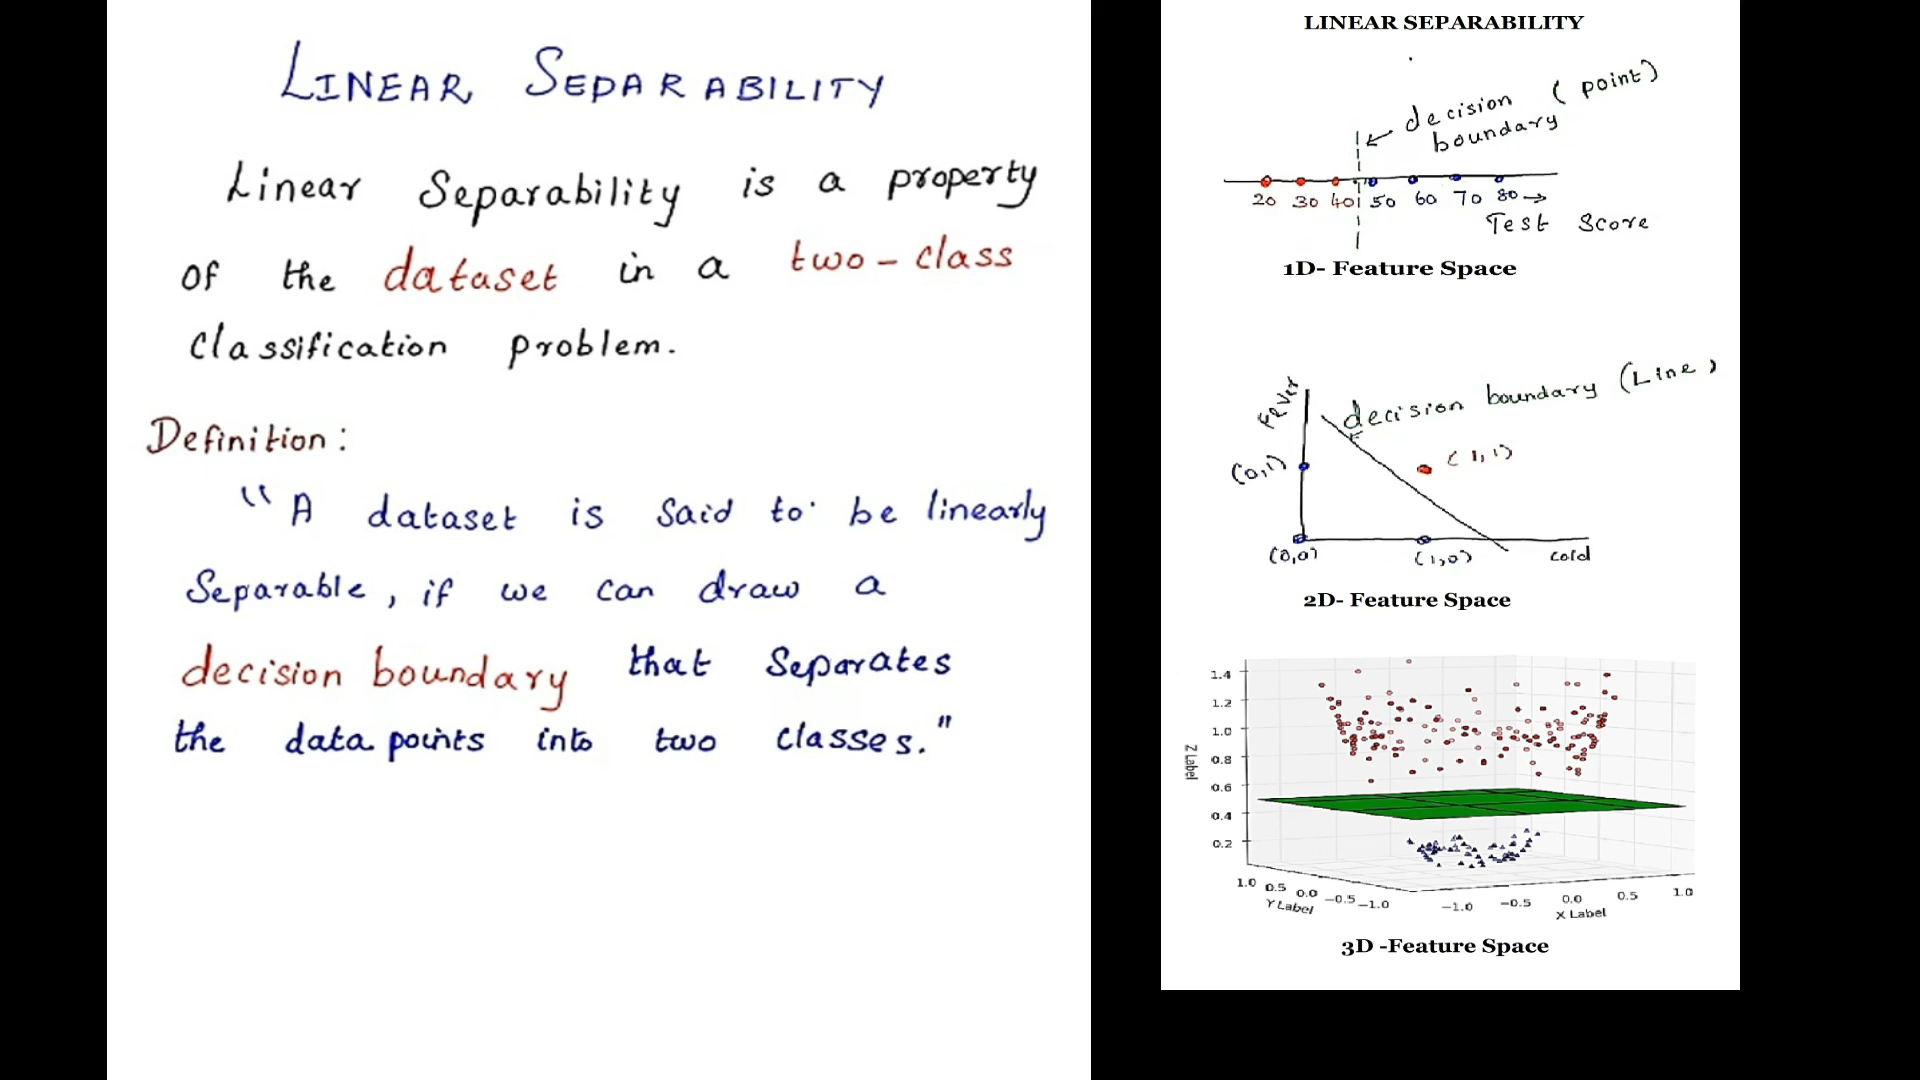 LINEAR SEPARABILITY
Linear Separability is a property
of the dataset in a two-class
classification problem.
Definition:
"A dataset is said to be linearly
Separable, if we can draw a
decision boundary that Separates
the data points into two classes."
LINEAR SEPARABILITY
decision (point)
boundary
20 30 40 50 60 70 80
Test Score
1D- Feature Space
Fever
decision boundary (Line)
(0,1)
(1,1)
(0,0) (1,0) cold
2D- Feature Space
1.4
1.2
1.0
0.8
0.6
0.4
0.2
Z Label
1.0 0.5 0.0 -0.5 -1.0
Y Label
-1.0 -0.5 0.0 0.5 1.0
X Label
3D -Feature Space